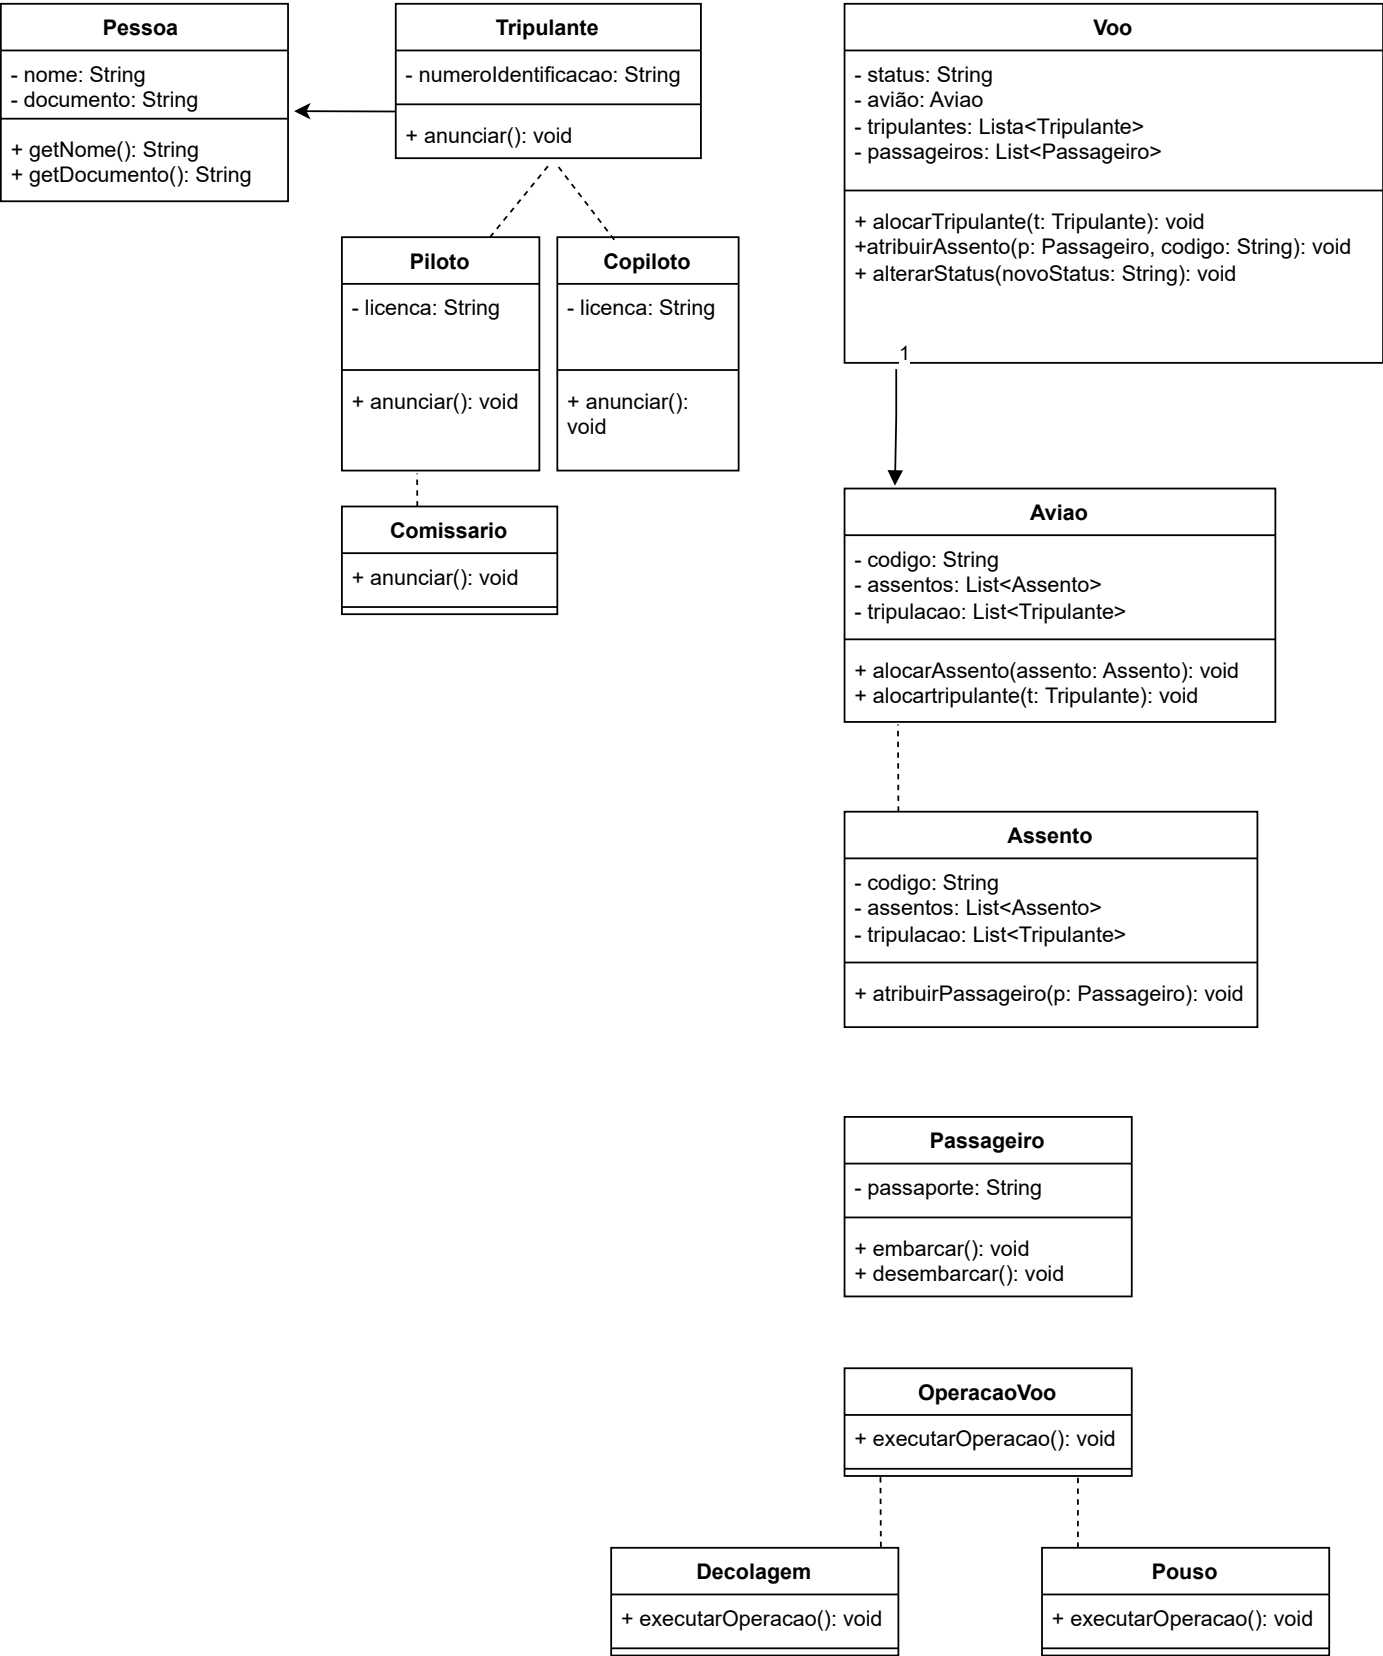 Pessoa
- nome: String
- documento: String
+ getNome(): String
+ getDocumento(): String
Tripulante
- numeroIdentificacao: String
+ anunciar(): void
Piloto
- licenca: String
+ anunciar(): void
Copiloto
- licenca: String
+ anunciar():
void
Comissario
+ anunciar(): void
Voo
- status: String
- avião: Aviao
- tripulantes: Lista<Tripulante>
- passageiros: List<Passageiro>
+ alocarTripulante(t: Tripulante): void
+atribuirAssento(p: Passageiro, codigo: String): void
+ alterarStatus(novoStatus: String): void
1
Aviao
- codigo: String
- assentos: List<Assento>
- tripulacao: List<Tripulante>
+ alocarAssento(assento: Assento): void
+ alocartripulante(t: Tripulante): void
Assento
- codigo: String
- assentos: List<Assento>
- tripulacao: List<Tripulante>
+ atribuirPassageiro(p: Passageiro): void
Passageiro
- passaporte: String
+ embarcar(): void
+ desembarcar(): void
OperacaoVoo
+ executarOperacao(): void
Decolagem
+ executarOperacao(): void
Pouso
+ executarOperacao(): void